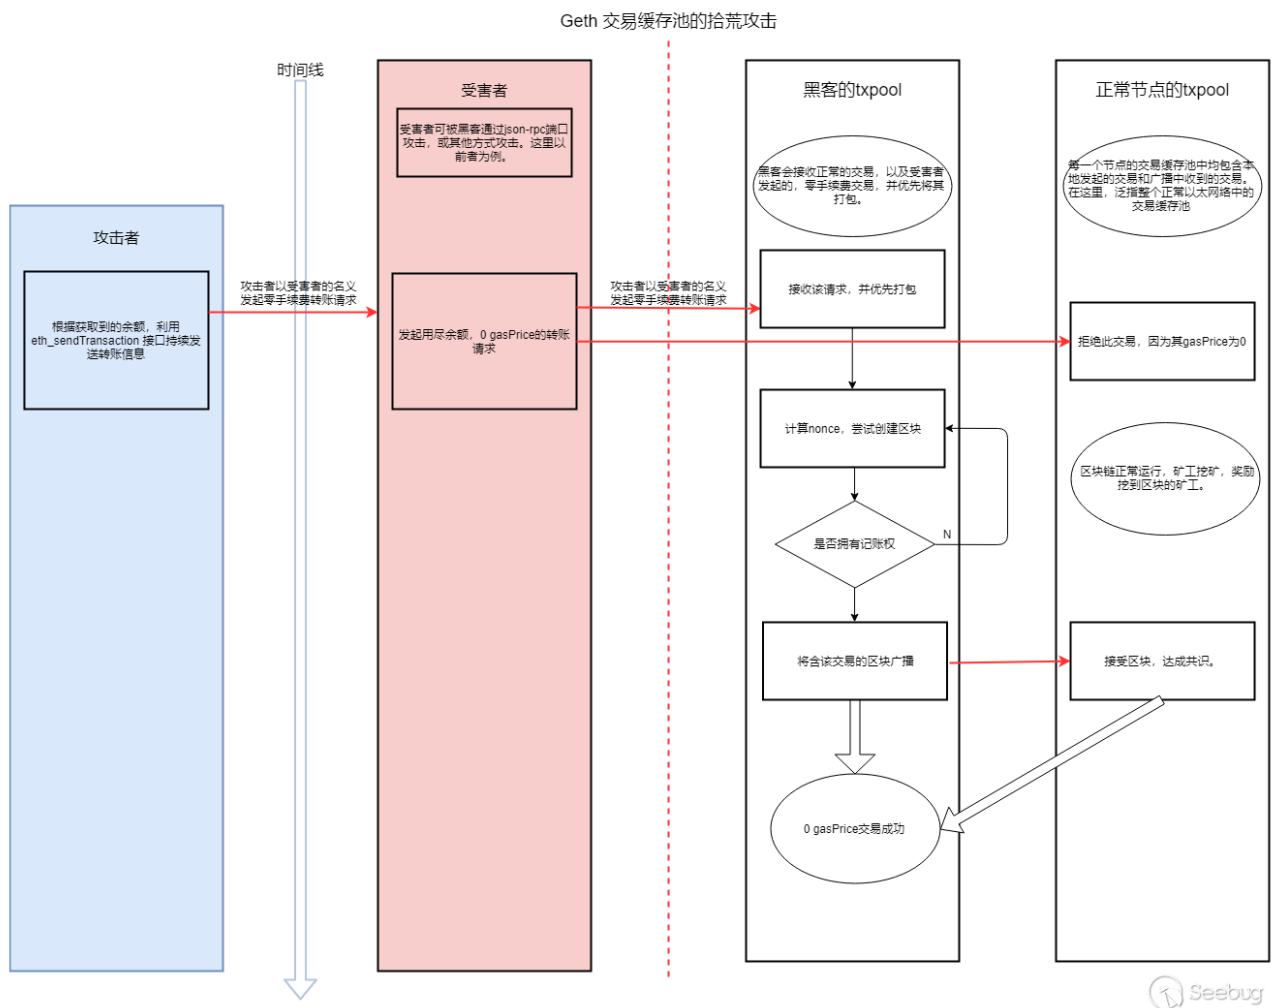 Geth 交易缓存池的拾荒攻击
时间线
受害者
受害者可被黑客通过json-rpc端口
攻击，或其他方式攻击。这里以
前者为例。
黑客的txpool
正常节点的txpool
黑客会接收正常的交易，以及受害者
发起的，零手续费交易，并优先将其
打包。
每一个节点的交易缓存池中均包含本
地发起的交易和广播中收到的交易。
在这里，泛指整个正常以太网络中的
交易缓存池
攻击者
根据获取到的余额，利用
eth_sendTransaction 接口持续发
送转账信息
攻击者以受害者的名义
发起零手续费转账请求
发起用尽余额，0 gasPrice的转账
请求
攻击者以受害者的名义
发起零手续费转账请求
接收该请求，并优先打包
拒绝此交易，因为其gasPrice为0
计算nonce，尝试创建区块
区块链正常运行，矿工挖矿，奖励
挖到区块的矿工。
是否拥有记账权
N
将含该交易的区块广播
接受区块，达成共识。
0 gasPrice交易成功
Seebug